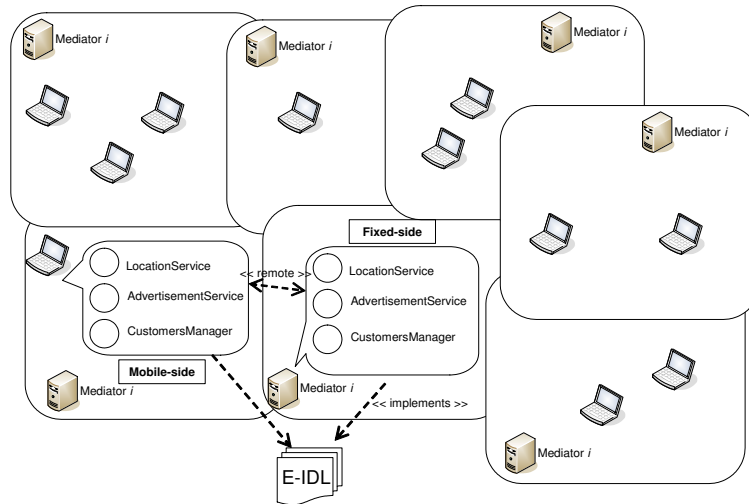 Mediator i
Mediator i
Mediator i
Mediator i
Fixed-side
LocationService
<< remote >>
LocationService
AdvertisementService
AdvertisementService
CustomersManager
CustomersManager
Mobile-side
Mediator i
Mediator i
<< implements >>
Mediator i
E-IDL